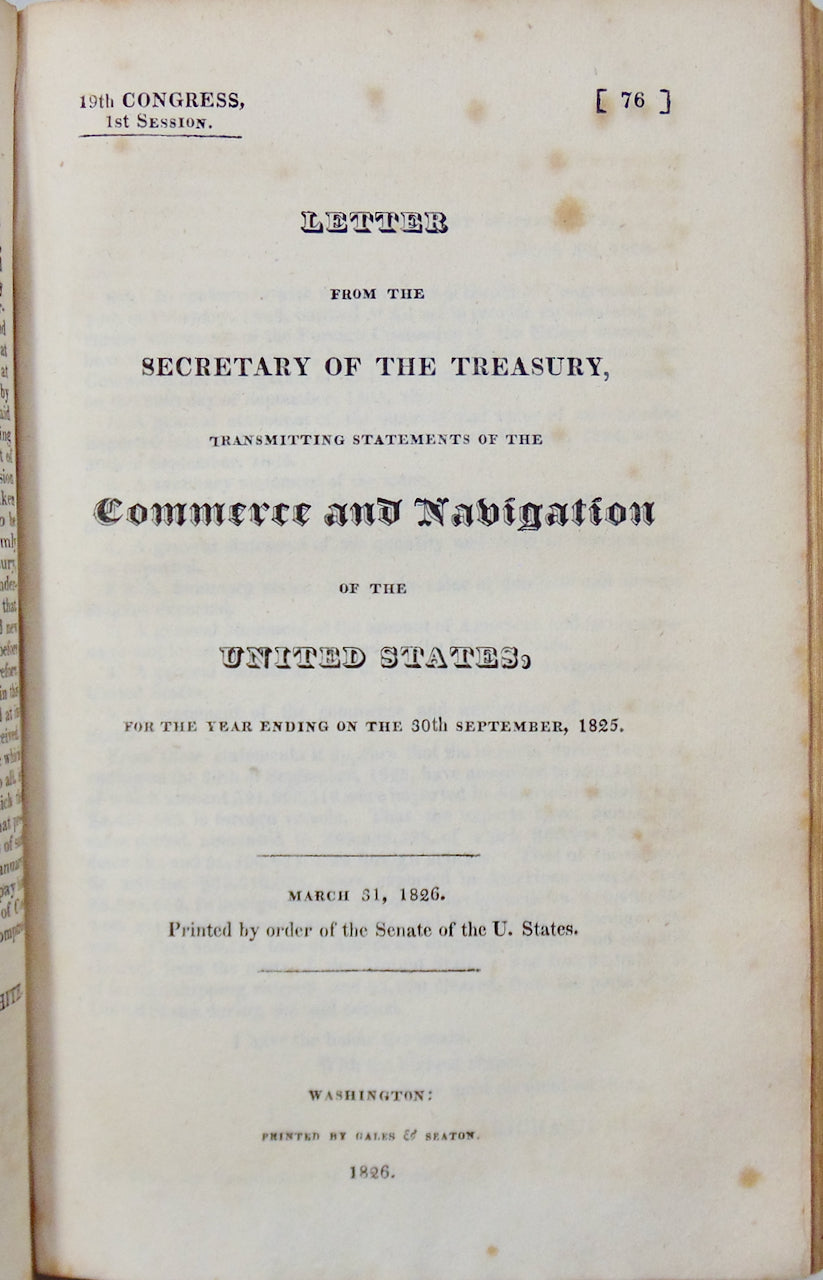 19th CONGRESS,
1st SESSION.
[ 76 ]
LETTER
FROM THE
SECRETARY OF THE TREASURY,
TRANSMITTING STATEMENTS OF THE
Commerce and Navigation
OF THE
UNITED STATES,
FOR THE YEAR ENDING ON THE 30th SEPTEMBER, 1825.
MARCH 31, 1826.
Printed by order of the Senate of the U. States.
WASHINGTON:
PRINTED BY GALES & SEATON.
1826.